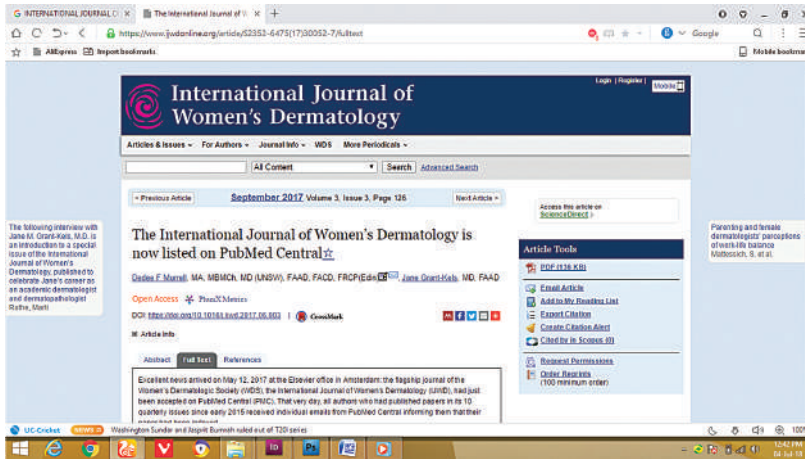 INTERNATIONAL JOURNAL O
The International Journal of W
https://www.ijwdonline.org/article/S2352-6475(17)30052-7/fulltext
Google
AliExpress Import bookmarks
Mobile bookmar
International Journal of
Women's Dermatology
Login | Register |
Mobile
Articles & Issues For Authors Journal Info WDS More Periodicals
All Content Search Advanced Search
< Previous Article September 2017 Volume 3, Issue 3, Page 126 Next Article >
Access this article on
ScienceDirect
The following interview with
Jane M. Grant-Kels, M.D. is
an introduction to a special
issue of the International
Journal of Women's
Dermatology, published to
celebrate Jane's career as
an academic dermatologist
and dermatopathologist
Rothe, Marti
The International Journal of Women's Dermatology is
now listed on PubMed Central☆
Dedee F. Murrell, MA, BMBCh, MD (UNSW), FAAD, FACD, FRCP(Edin), Jane Grant-Kels, MD, FAAD
Open Access PlumX Metrics
DOI: CrossMark
Article Info
Abstract Full Text References
Excellent news arrived on May 12, 2017 at the Elsevier office in Amsterdam: the flagship journal of the
Women's Dermatologic Society (WDS), the International Journal of Women's Dermatology (IJWD), had just
been accepted on PubMed Central (PMC). That very day, all authors who had published papers in its 10
quarterly issues since early 2015 received individual emails from PubMed Central informing them that their
Article Tools
PDF (136 KB)
Email Article
Add to My Reading List
Export Citation
Create Citation Alert
Cited by in Scopus (0)
Request Permissions
Order Reprints
(100 minimum order)
Parenting and female
dermatologists' perceptions
of work-life balance
Mattessich, S. et al.
UC-Cricket NEWS Washington Sundar and Jasprit Bumrah ruled out of T20I series
100%
12:42 PM